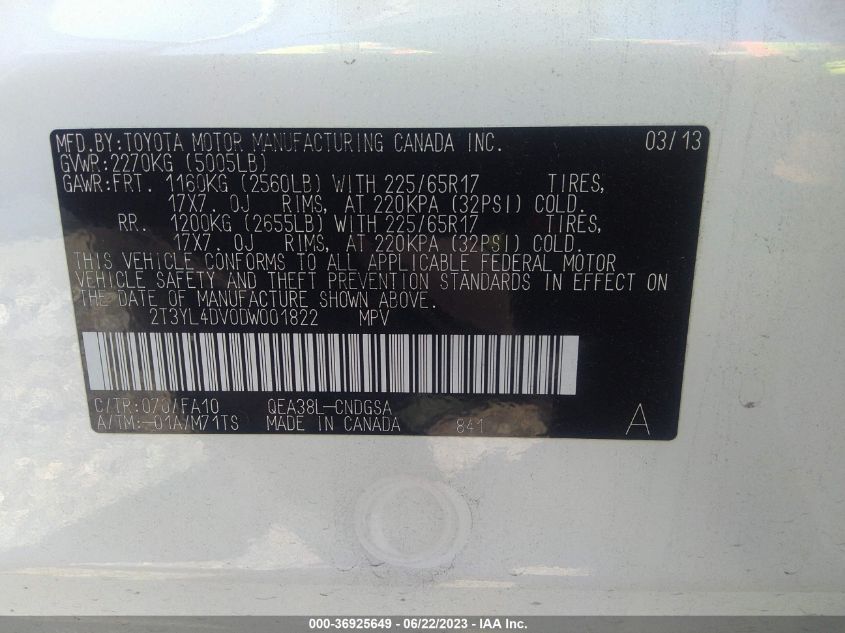 MFD.BY:TOYOTA MOTOR MANUFACTURING CANADA INC. 03/13
GVWR:2270KG (5005LB)
GAWR:FRT. 1160KG (2560LB) WITH 225/65R17 TIRES,
17X7.0J RIMS, AT 220KPA (32PSI) COLD.
RR. 1200KG (2655LB) WITH 225/65R17 TIRES,
17X7.0J RIMS, AT 220KPA (32PSI) COLD.
THIS VEHICLE CONFORMS TO ALL APPLICABLE FEDERAL MOTOR
VEHICLE SAFETY AND THEFT PREVENTION STANDARDS IN EFFECT ON
THE DATE OF MANUFACTURE SHOWN ABOVE.
2T3YL4DV0DW001822 MPV
C/TR:070/FA10 QEA38L-CNDGSA
A/TM:-01A/M71TS MADE IN CANADA 841 A
000-36925649 - 06/22/2023 - IAA Inc.